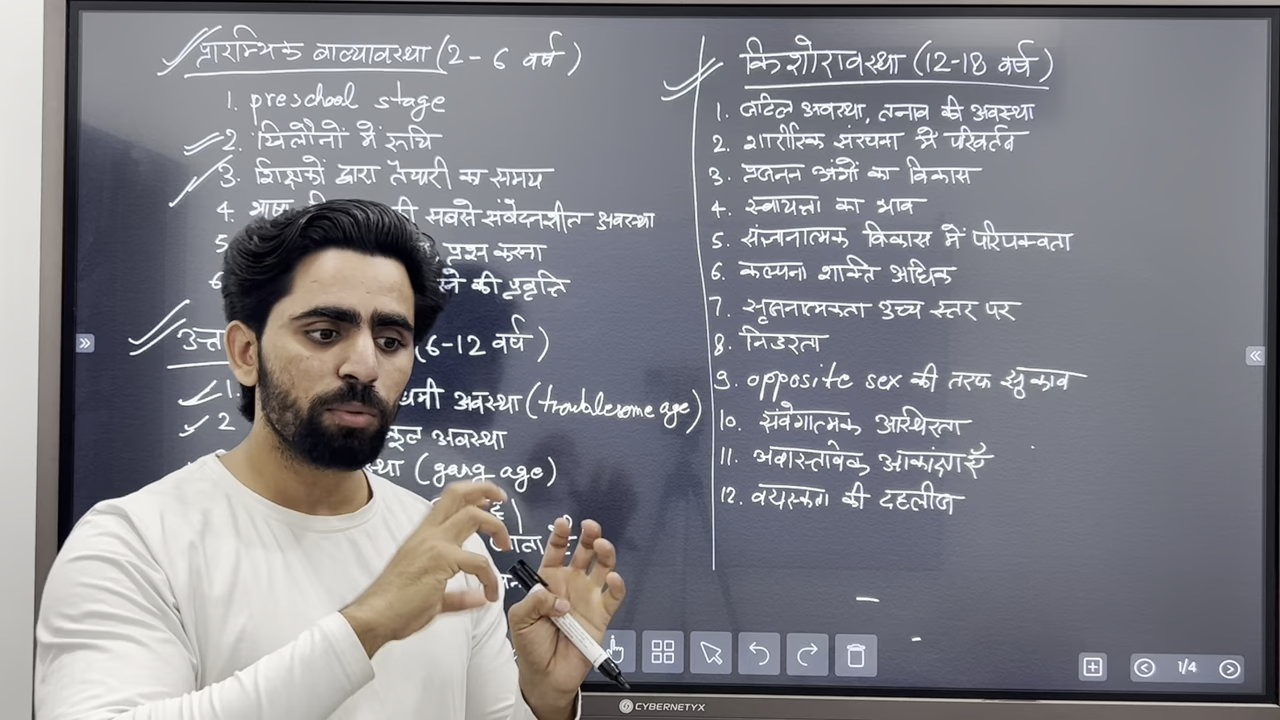 प्रारम्भिक बाल्यावस्था (2-6 वर्ष)
1. preschool stage
2. खिलौनों में रूचि
3. शिक्षकों द्वारा तैयारी का समय
4. भाषा सबसे संवेदनशील अवस्था
5 प्रश्न करना
6 की प्रवृत्ति
उत्त (6-12 वर्ष)
1. अवस्था (troublesome age)
2 अवस्था
(gang age)
किशोरावस्था (12-18 वर्ष)
1. जटिल अवस्था, तनाव की अवस्था
2. शारीरिक संरचना में परिवर्तन
3. प्रजनन अंगों का विकास
4. स्वायत्ता का भाव
5. संज्ञानात्मक विकास में परिपक्वता
6. कल्पना शक्ति अधिक
7. सृजनात्मकता उच्च स्तर पर
8. निडरता
9. opposite sex की तरफ झुकाव
10. संवेगात्मक अस्थिरता
11. अवास्तविक आकांक्षाएँ
12. वयस्कता की दहलीज
1/4
CYBERNETYX